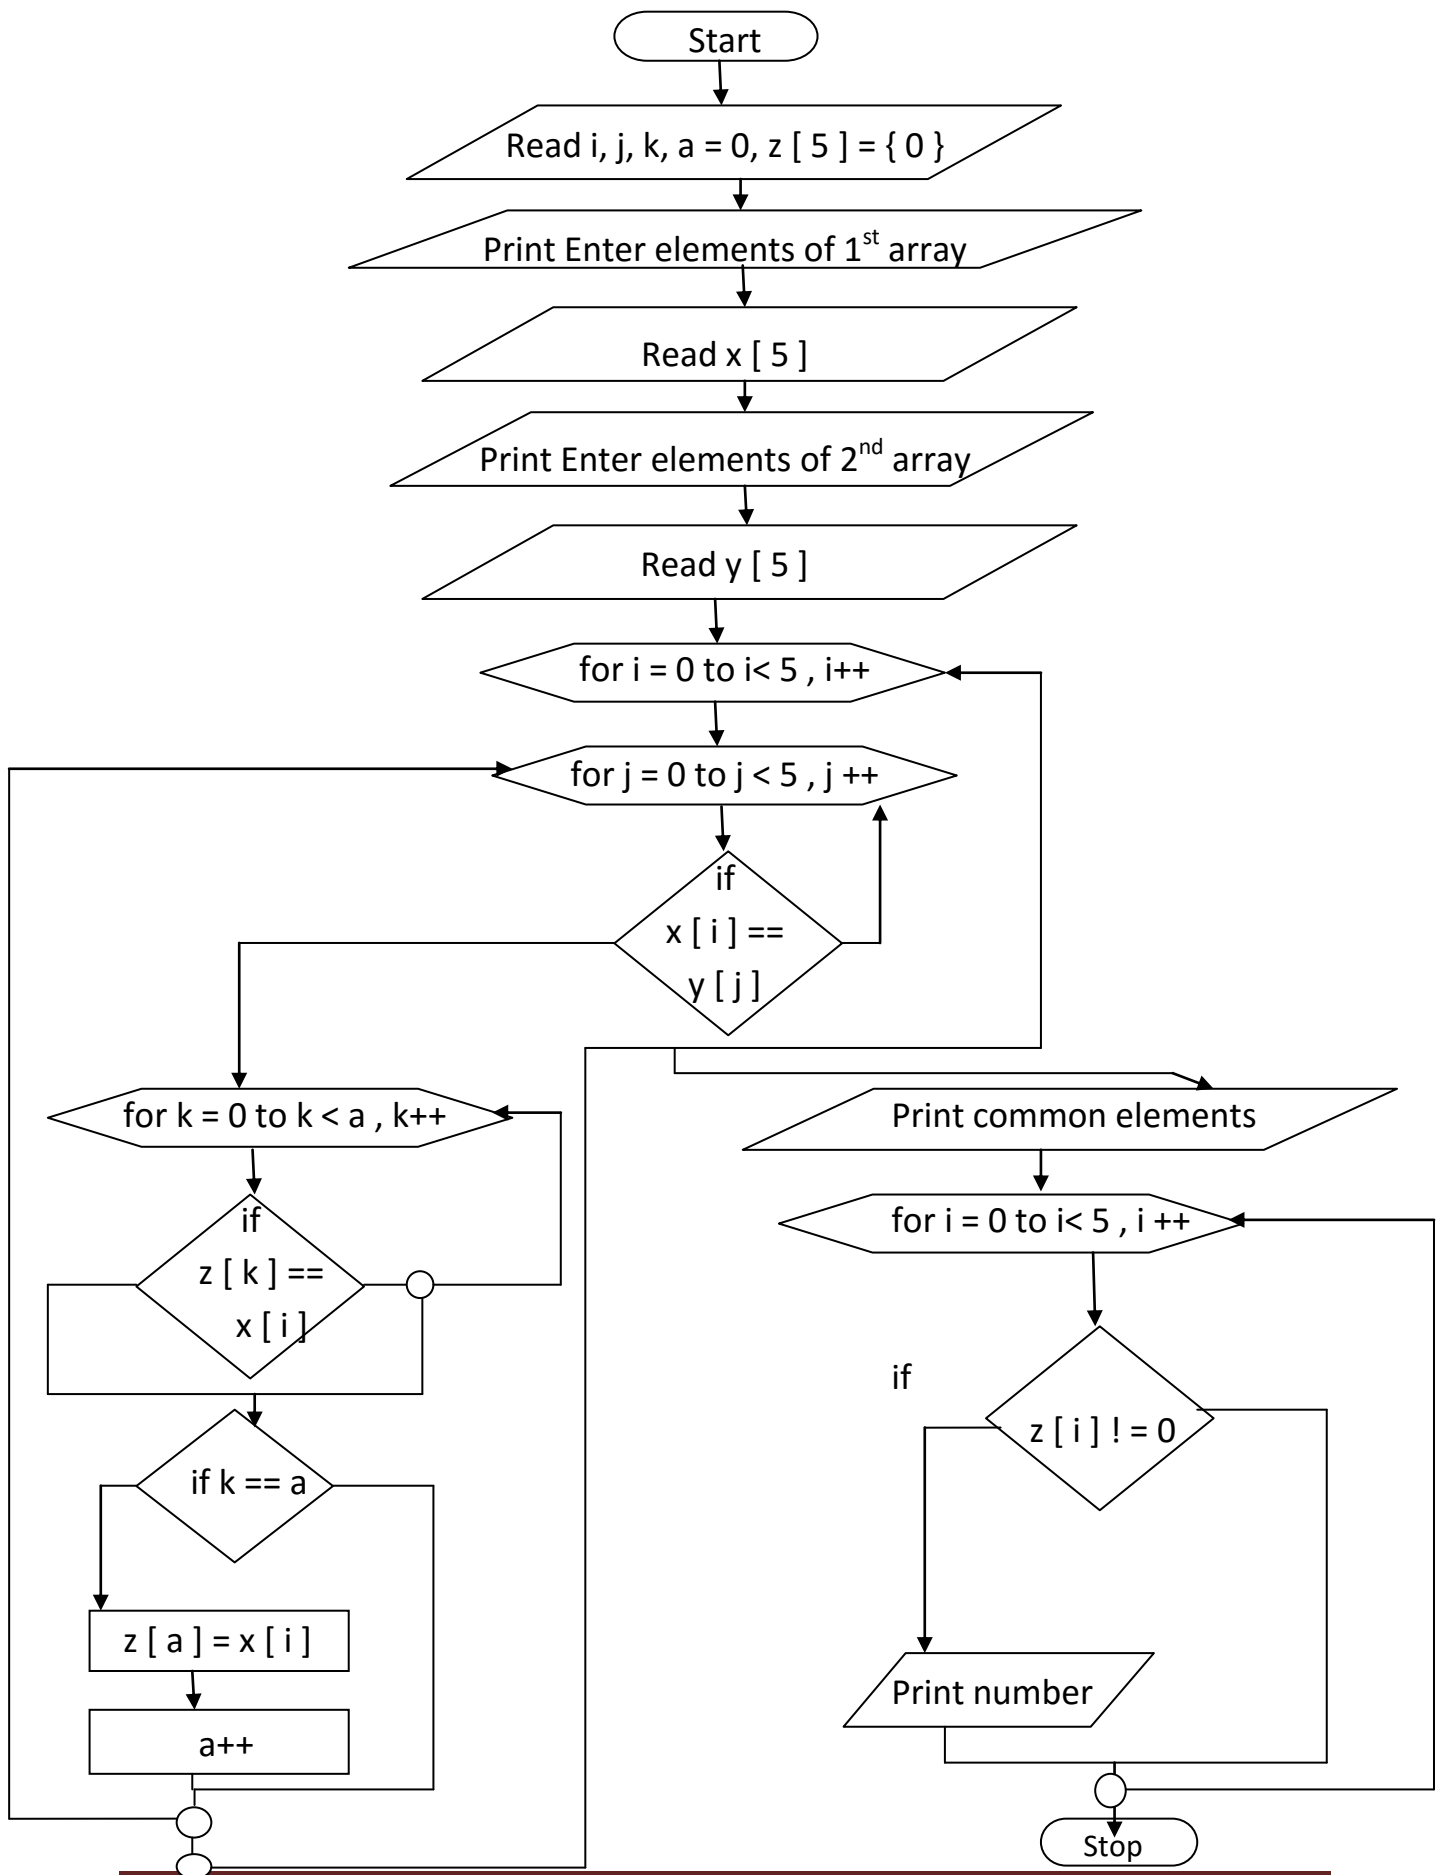 Start
Read i, j, k, a = 0, z [ 5 ] = { 0 }
Print Enter elements of 1st array
Read x [ 5 ]
Print Enter elements of 2nd array
Read y [ 5 ]
for i = 0 to i< 5 , i++
for j = 0 to j < 5 , j ++
if
x [ i ] ==
y [ j ]
for k = 0 to k < a , k++
if
z [ k ] ==
x [ i ]
if k == a
z [ a ] = x [ i ]
a++
Print common elements
for i = 0 to i< 5 , i ++
if
z [ i ] ! = 0
Print number
Stop